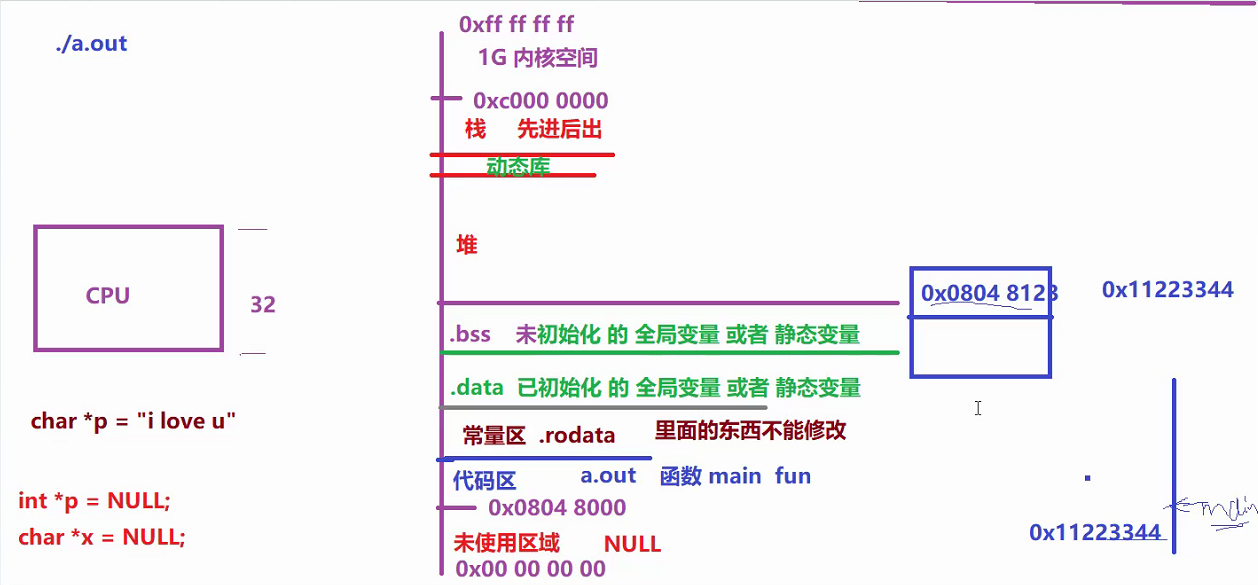 ./a.out
0xff ff ff ff
1G 内核空间
0xc000 0000
栈 先进后出
动态库
堆
CPU
32
0x0804 8123
0x11223344
.bss 未初始化 的 全局变量 或者 静态变量
.data 已初始化 的 全局变量 或者 静态变量
char *p = "i love u"
常量区 .rodata 里面的东西不能修改
代码区 a.out 函数 main fun
int *p = NULL;
0x0804 8000
main
char *x = NULL;
0x11223344
未使用区域 NULL
0x00 00 00 00